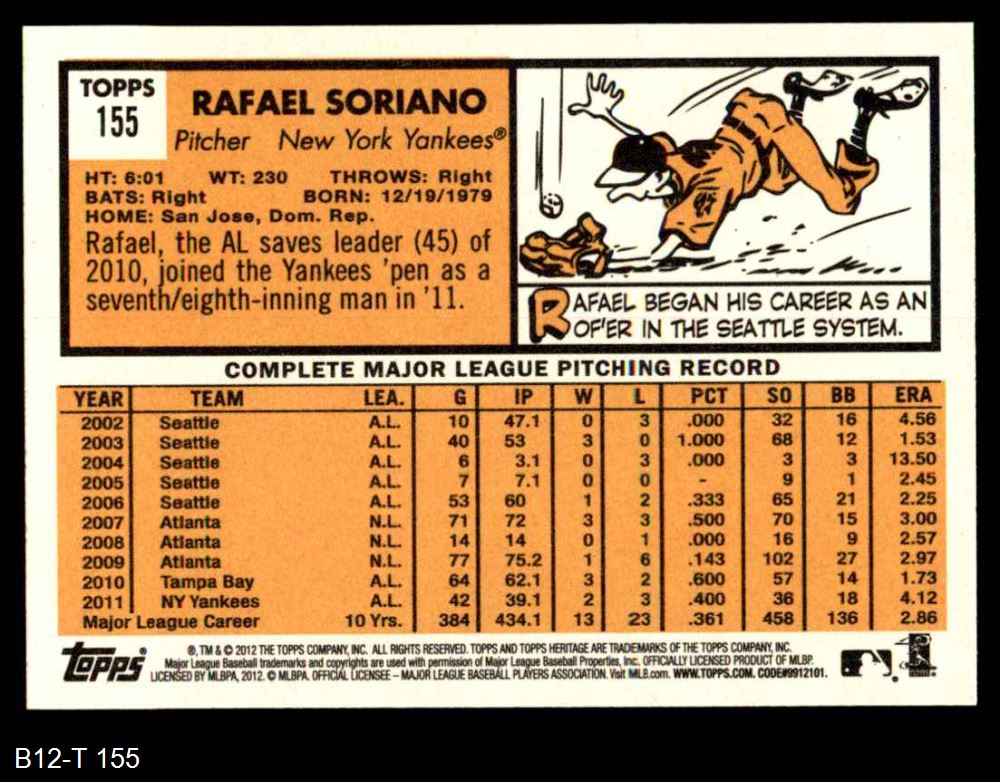 TOPPS
155
RAFAEL SORIANO
Pitcher New York Yankees®
HT: 6:01 WT: 230 THROWS: Right
BATS: Right BORN: 12/19/1979
HOME: San Jose, Dom. Rep.
Rafael, the AL saves leader (45) of
2010, joined the Yankees 'pen as a
seventh/eighth-inning man in '11.
RAFAEL BEGAN HIS CAREER AS AN
OF'ER IN THE SEATTLE SYSTEM.
COMPLETE MAJOR LEAGUE PITCHING RECORD
YEAR TEAM LEA. G IP W L PCT SO BB ERA
2002 Seattle A.L. 10 47.1 0 3 .000 32 16 4.56
2003 Seattle A.L. 40 53 3 0 1.000 68 12 1.53
2004 Seattle A.L. 6 3.1 0 3 .000 3 3 13.50
2005 Seattle A.L. 7 7.1 0 0 - 9 1 2.45
2006 Seattle A.L. 53 60 1 2 .333 65 21 2.25
2007 Atlanta N.L. 71 72 3 3 .500 70 15 3.00
2008 Atlanta N.L. 14 14 0 1 .000 16 9 2.57
2009 Atlanta N.L. 77 75.2 1 6 .143 102 27 2.97
2010 Tampa Bay A.L. 64 62.1 3 2 .600 57 14 1.73
2011 NY Yankees A.L. 42 39.1 2 3 .400 36 18 4.12
Major League Career 10 Yrs. 384 434.1 13 23 .361 458 136 2.86
topps
®, TM & © 2012 THE TOPPS COMPANY, INC. ALL RIGHTS RESERVED. TOPPS AND TOPPS HERITAGE ARE TRADEMARKS OF THE TOPPS COMPANY, INC.
Major League Baseball trademarks and copyrights are used with permission of Major League Baseball Properties, Inc. OFFICIALLY LICENSED PRODUCT OF MLBP.
LICENSED BY MLBPA, 2012. © MLBPA. OFFICIAL LICENSEE – MAJOR LEAGUE BASEBALL PLAYERS ASSOCIATION. Visit MLB.com. WWW.TOPPS.COM. CODE#9912101.
B12-T 155